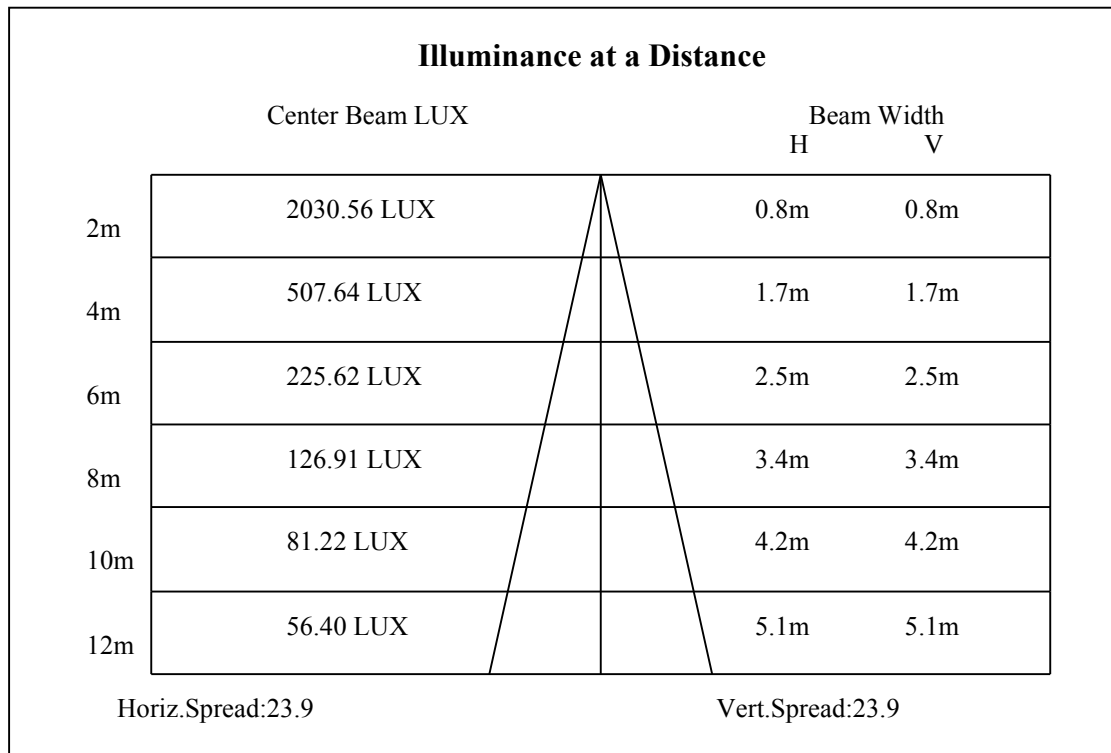 Illuminance at a Distance
Center Beam LUX Beam Width
H V
2m 2030.56 LUX 0.8m 0.8m
4m 507.64 LUX 1.7m 1.7m
6m 225.62 LUX 2.5m 2.5m
8m 126.91 LUX 3.4m 3.4m
10m 81.22 LUX 4.2m 4.2m
12m 56.40 LUX 5.1m 5.1m
Horiz.Spread:23.9 Vert.Spread:23.9